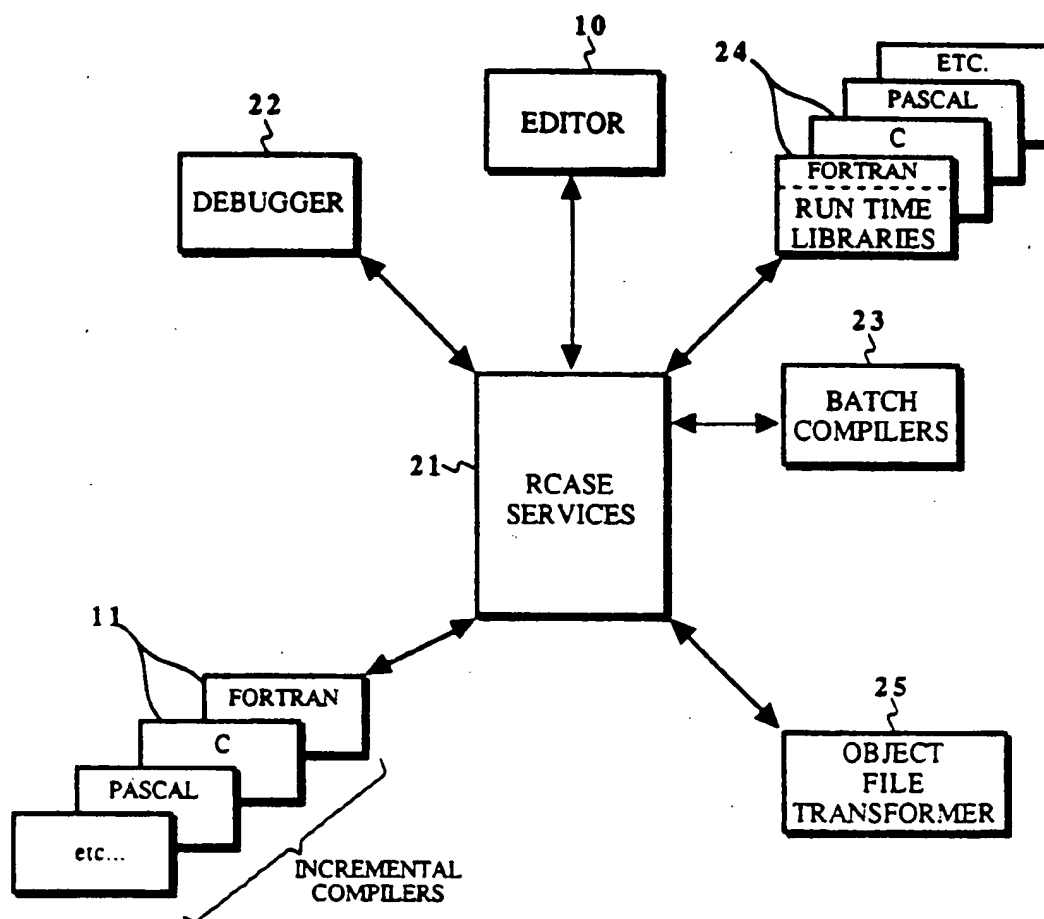 10
EDITOR
22
DEBUGGER
24
ETC.
PASCAL
C
FORTRAN
RUN TIME
LIBRARIES
23
BATCH
COMPILERS
21
RCASE
SERVICES
11
FORTRAN
C
PASCAL
etc...
INCREMENTAL
COMPILERS
25
OBJECT
FILE
TRANSFORMER